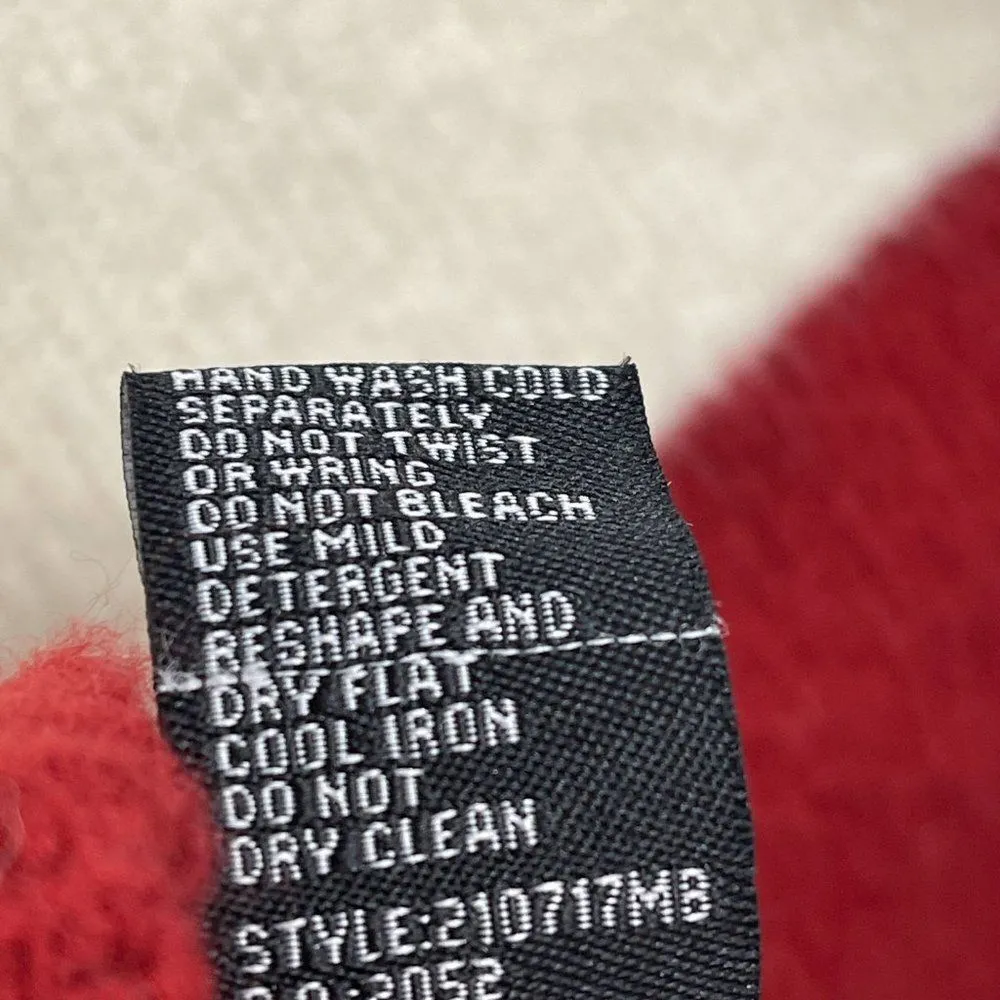 HAND WASH COLD
SEPARATELY
DO NOT TWIST
OR WRING
DO NOT BLEACH
USE MILD
DETERGENT
RESHAPE AND
DRY FLAT
COOL IRON
DO NOT
DRY CLEAN
STYLE:210717MB
:2052